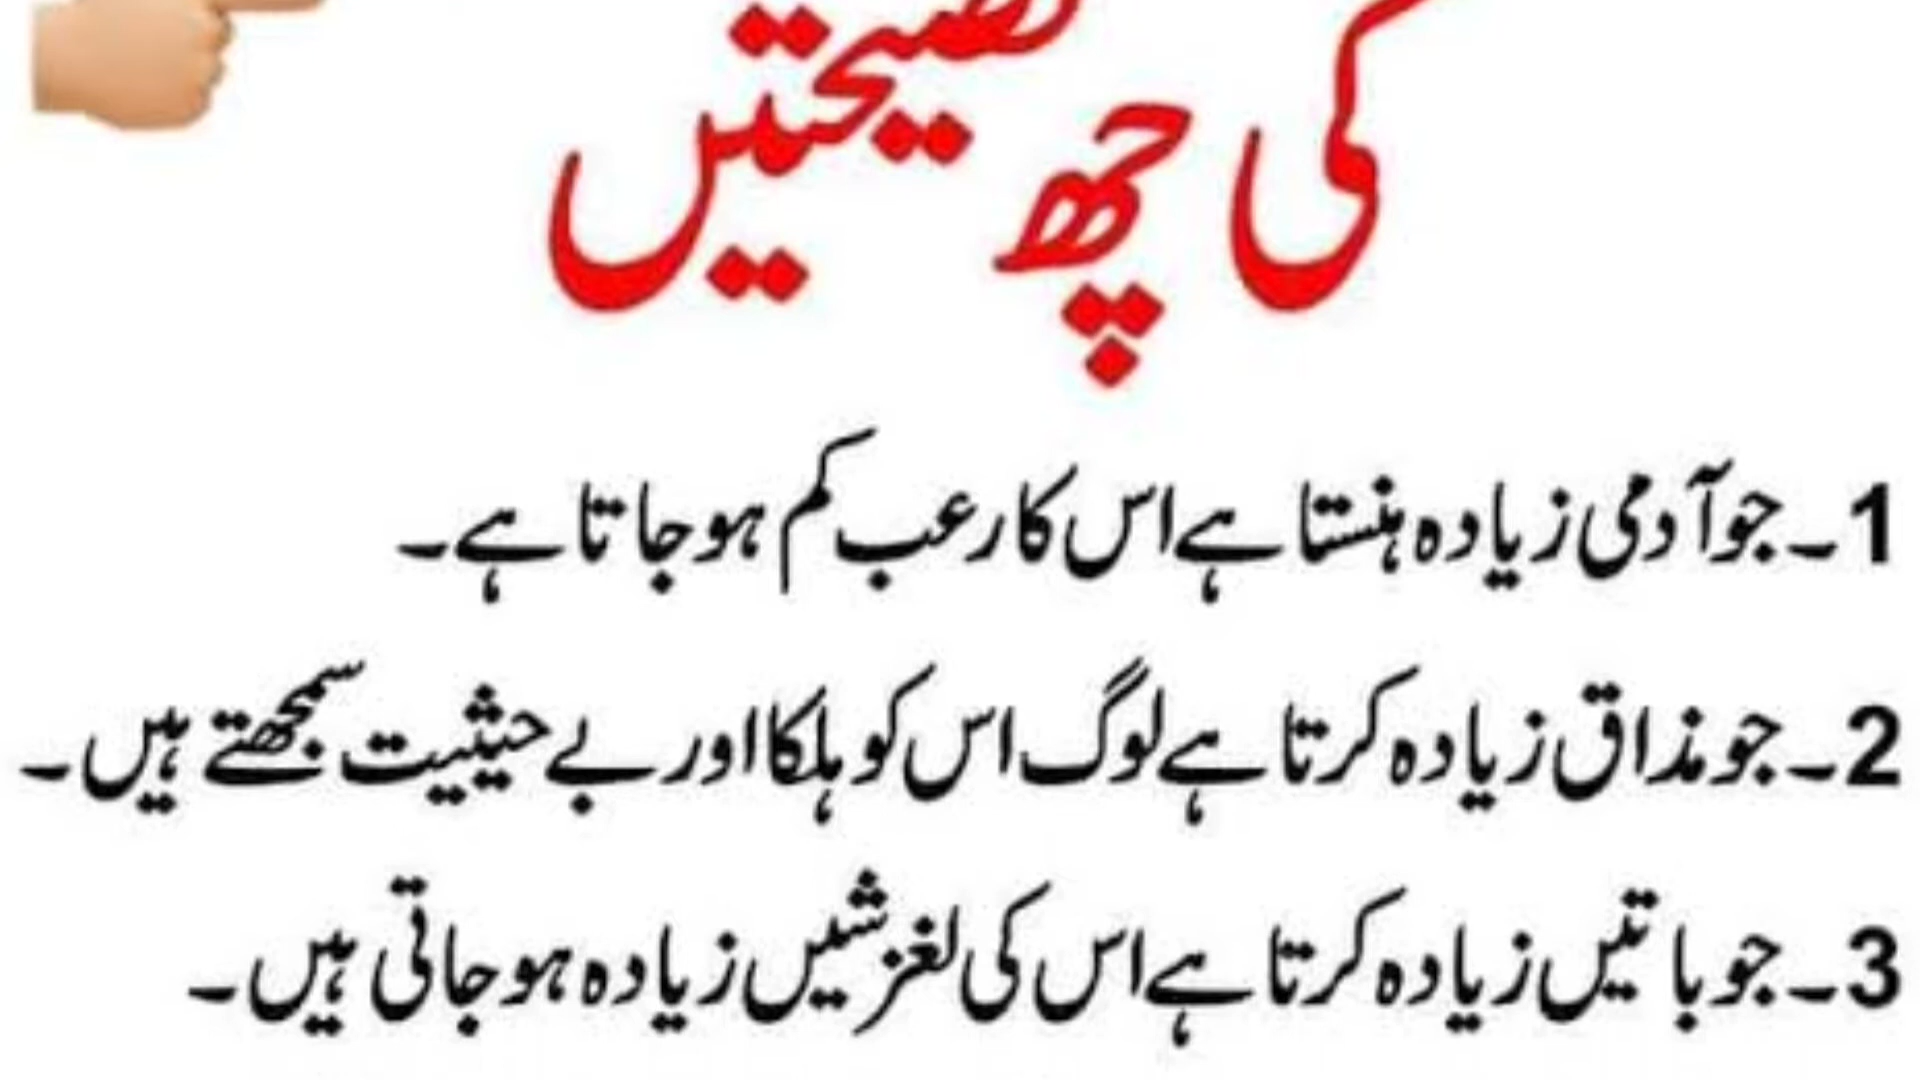 کی چھ نصیحتیں
1۔جو آدمی زیادہ ہنستا ہے اس کا رعب کم ہو جاتا ہے۔
2۔جو مذاق زیادہ کرتا ہے لوگ اس کو ہلکا اور بے حیثیت سمجھتے ہیں۔
3۔جو باتیں زیادہ کرتا ہے اس کی لغزشیں زیادہ ہو جاتی ہیں۔